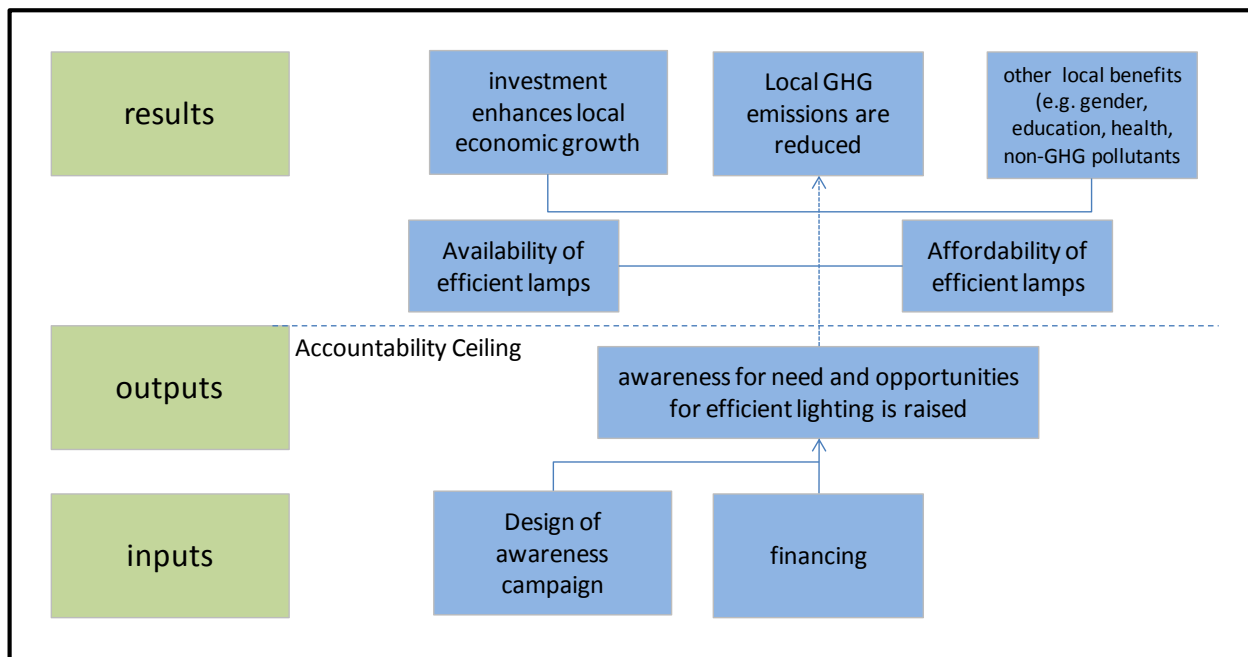 results
investment
enhances local
economic growth
Local GHG
emissions are
reduced
other local benefits
(e.g. gender,
education, health,
non-GHG pollutants
Availability of
efficient lamps
Affordability of
efficient lamps
Accountability Ceiling
outputs
awareness for need and opportunities
for efficient lighting is raised
inputs
Design of
awareness
campaign
financing